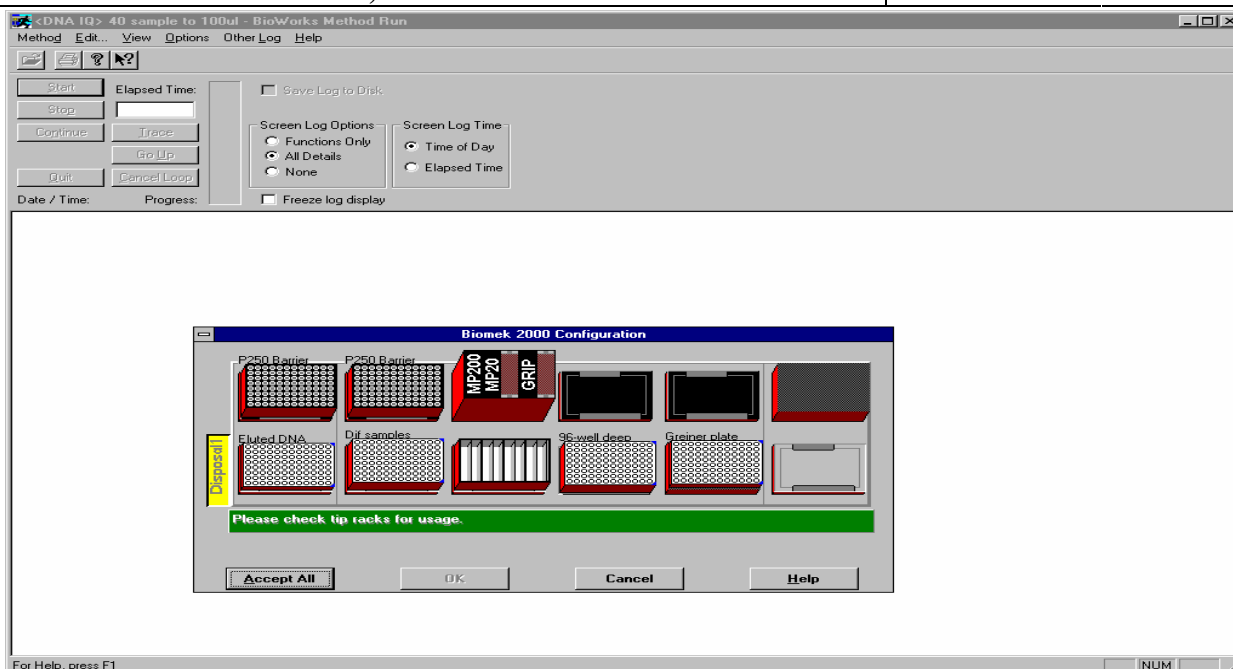 <DNA IQ> 40 sample to 100ul - BioWorks Method Run
Method Edit... View Options Other Log Help
Start Elapsed Time: Save Log to Disk
Stop
Continue Trace
Go Up
Quit Cancel Loop
Screen Log Options
Functions Only
All Details
None
Screen Log Time
Time of Day
Elapsed Time
Date / Time: Progress: Freeze log display
Biomek 2000 Configuration
P250 Barrier P250 Barrier
MP200
MP20
GRIP
Disposal1
Eluted DNA Dif samples 96-well deep Greiner plate
Please check tip racks for usage.
Accept All OK Cancel Help
For Help, press F1 NUM